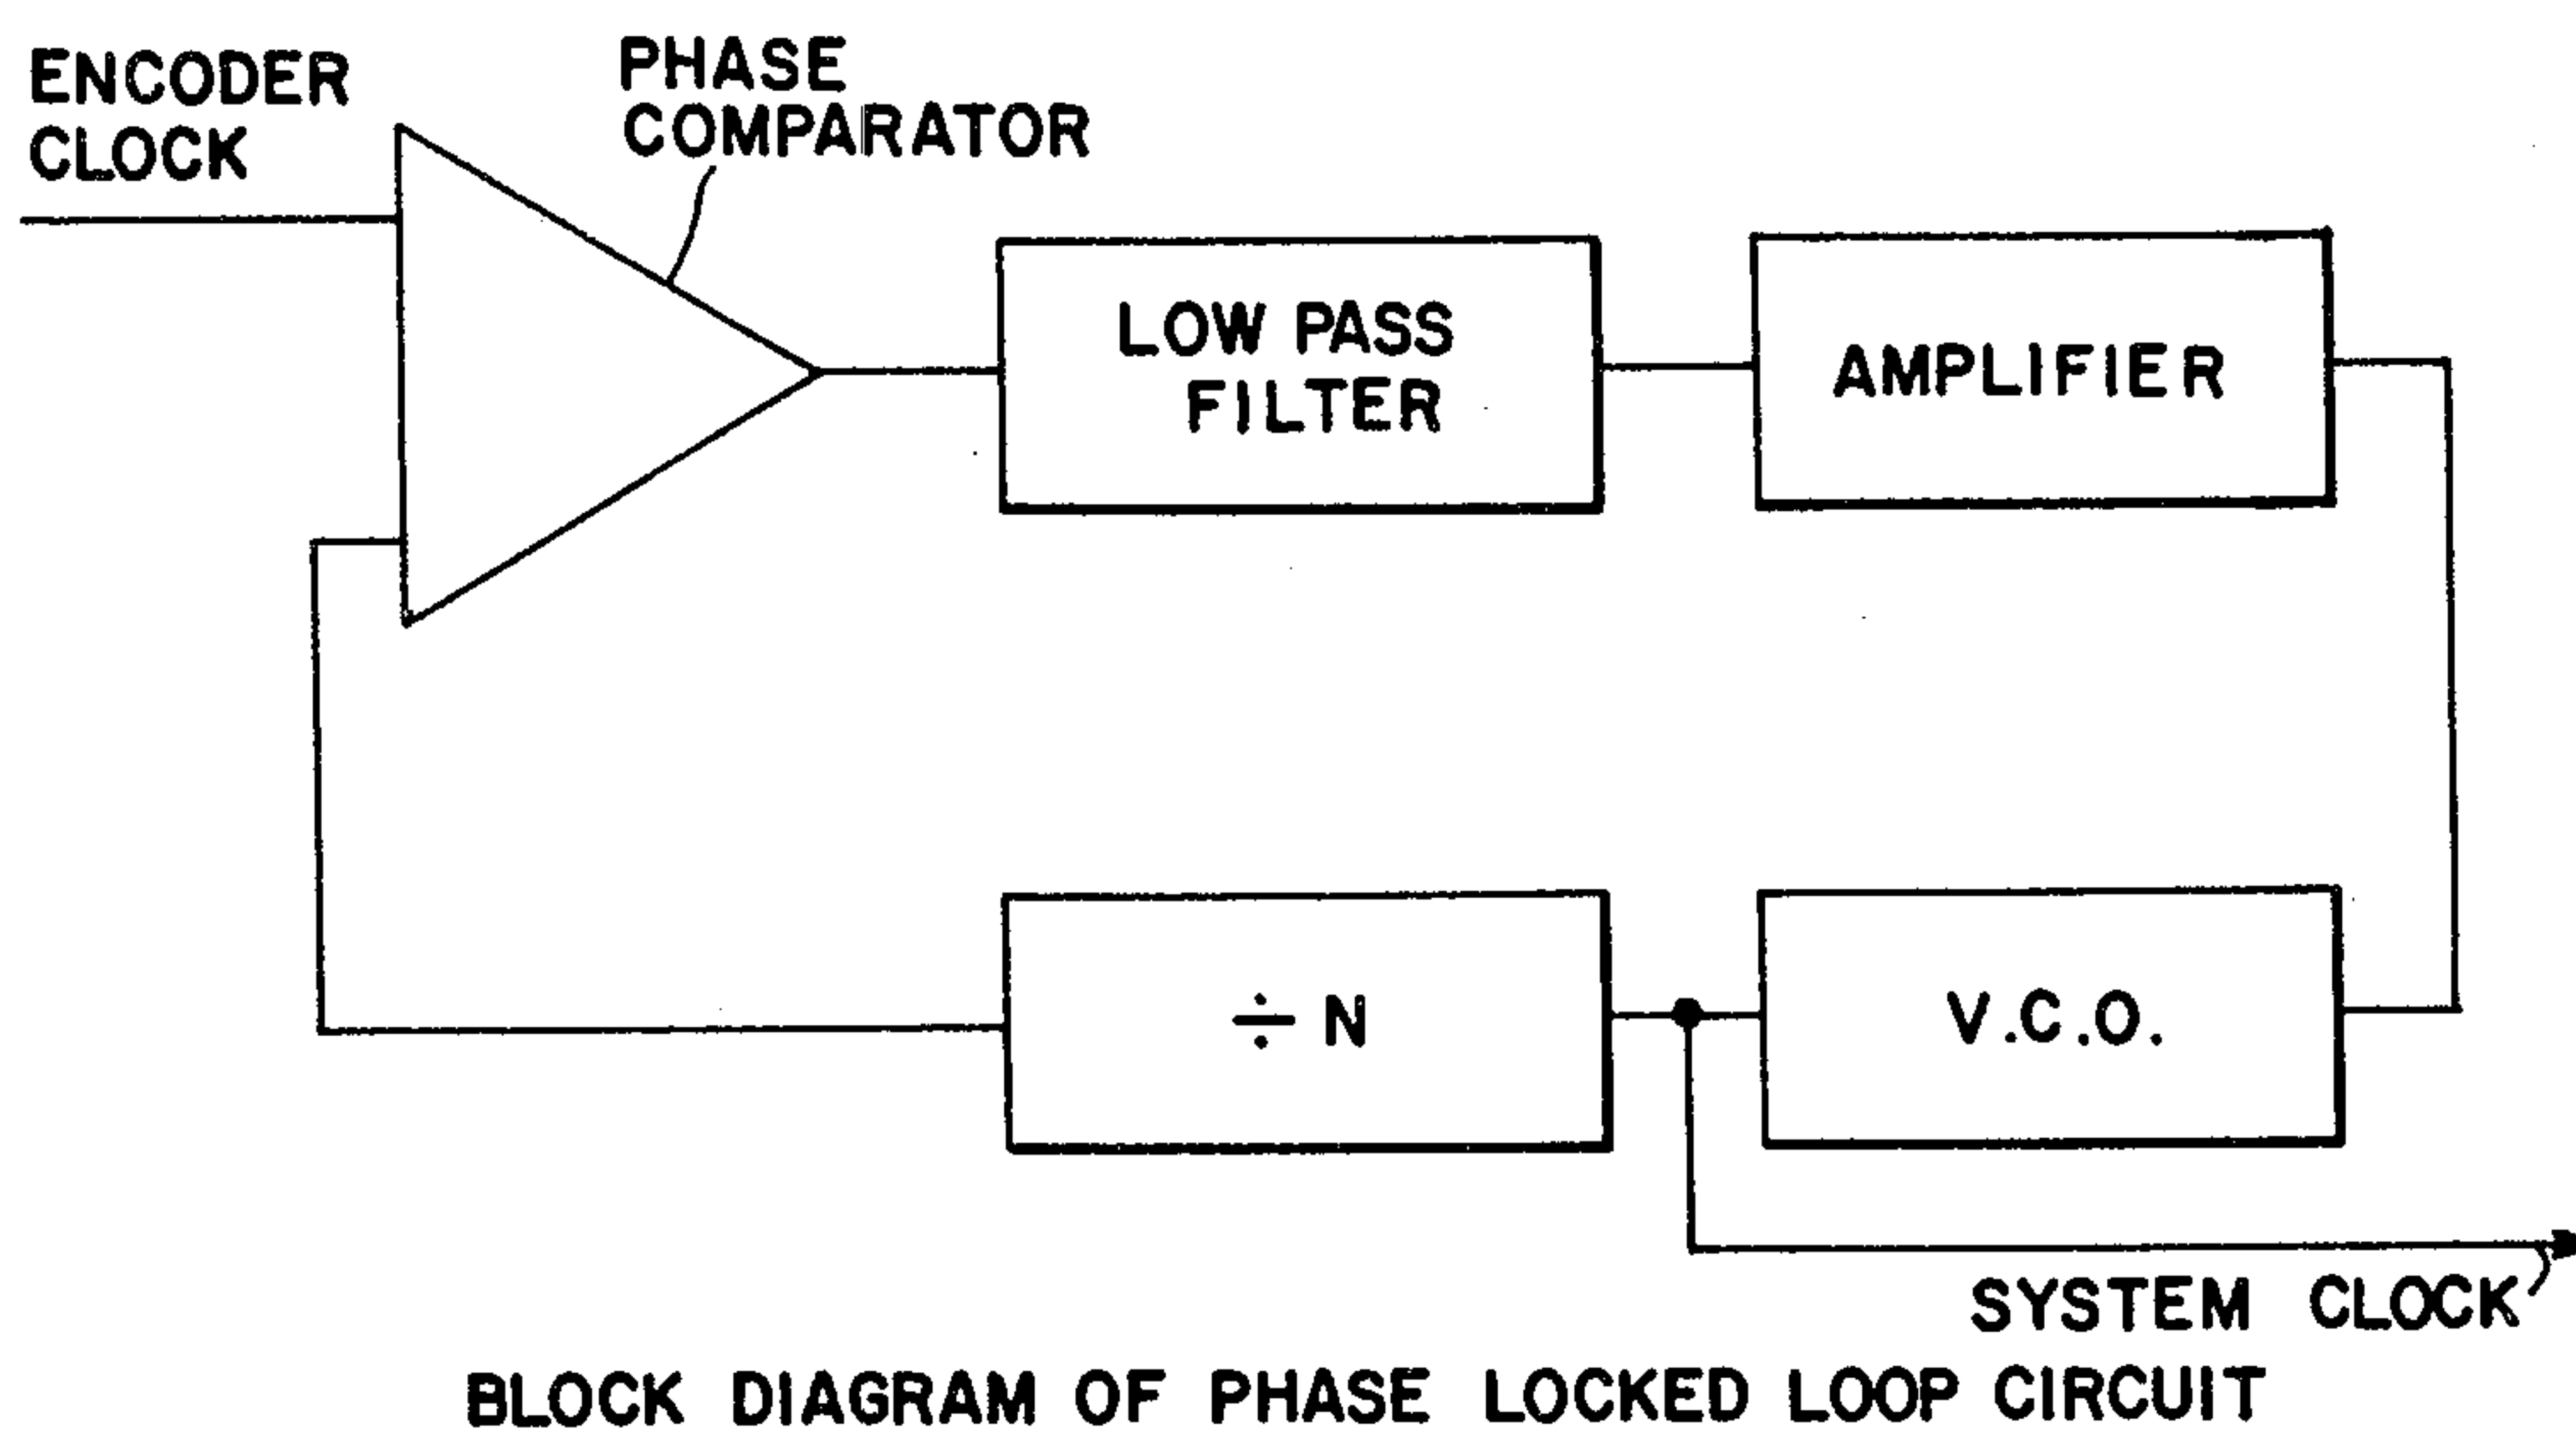 ENCODER
CLOCK
PHASE
COMPARATOR
LOW PASS
FILTER
AMPLIFIER
÷ N
V.C.O.
SYSTEM CLOCK
BLOCK DIAGRAM OF PHASE LOCKED LOOP CIRCUIT